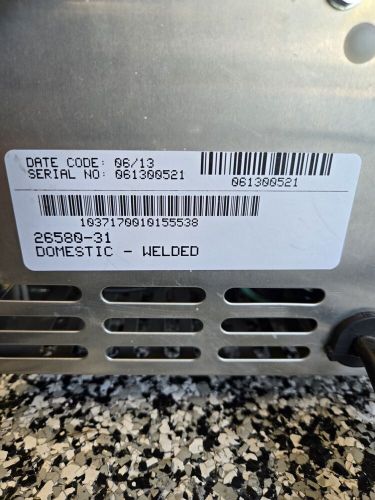 DATE CODE: 06/13
SERIAL NO: 061300521
061300521
1037170010155538
26580-31
DOMESTIC - WELDED